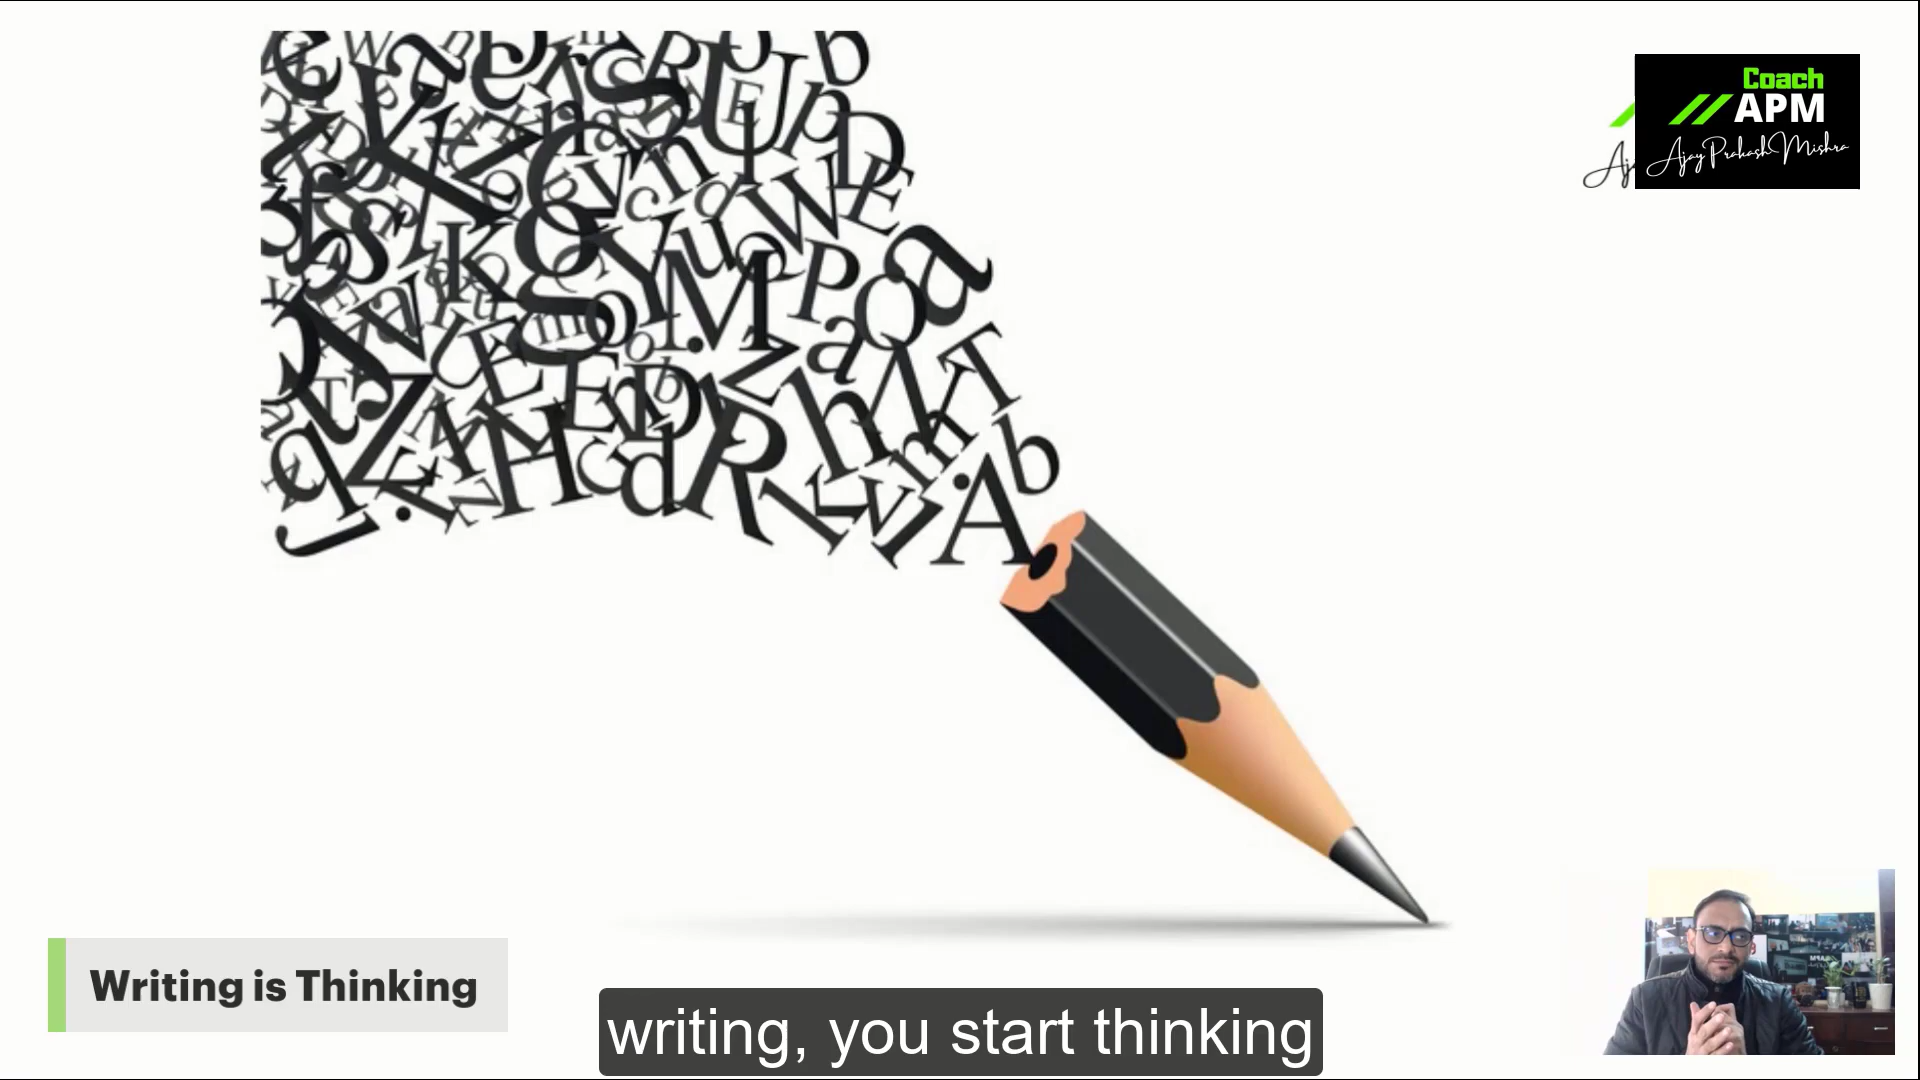 Coach
APM
Ajay Prakash Mishra
Writing is Thinking
writing, you start thinking